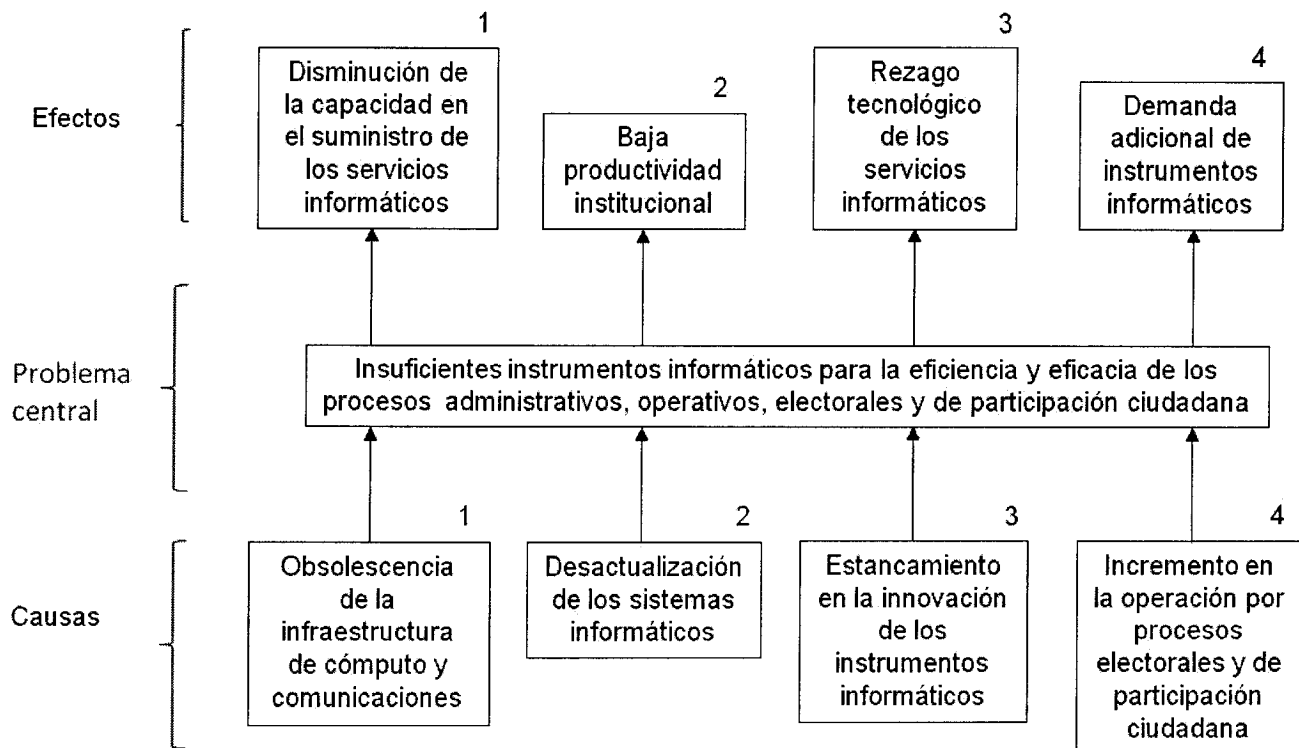 Efectos
1
Disminución de
la capacidad en
el suministro de
los servicios
informáticos
2
Baja
productividad
institucional
3
Rezago
tecnológico
de los
servicios
informáticos
4
Demanda
adicional de
instrumentos
informáticos
Problema
central
Insuficientes instrumentos informáticos para la eficiencia y eficacia de los
procesos administrativos, operativos, electorales y de participación ciudadana
Causas
1
Obsolescencia
de la
infraestructura
de cómputo y
comunicaciones
2
Desactualización
de los sistemas
informáticos
3
Estancamiento
en la innovación
de los
instrumentos
informáticos
4
Incremento en
la operación por
procesos
electorales y de
participación
ciudadana